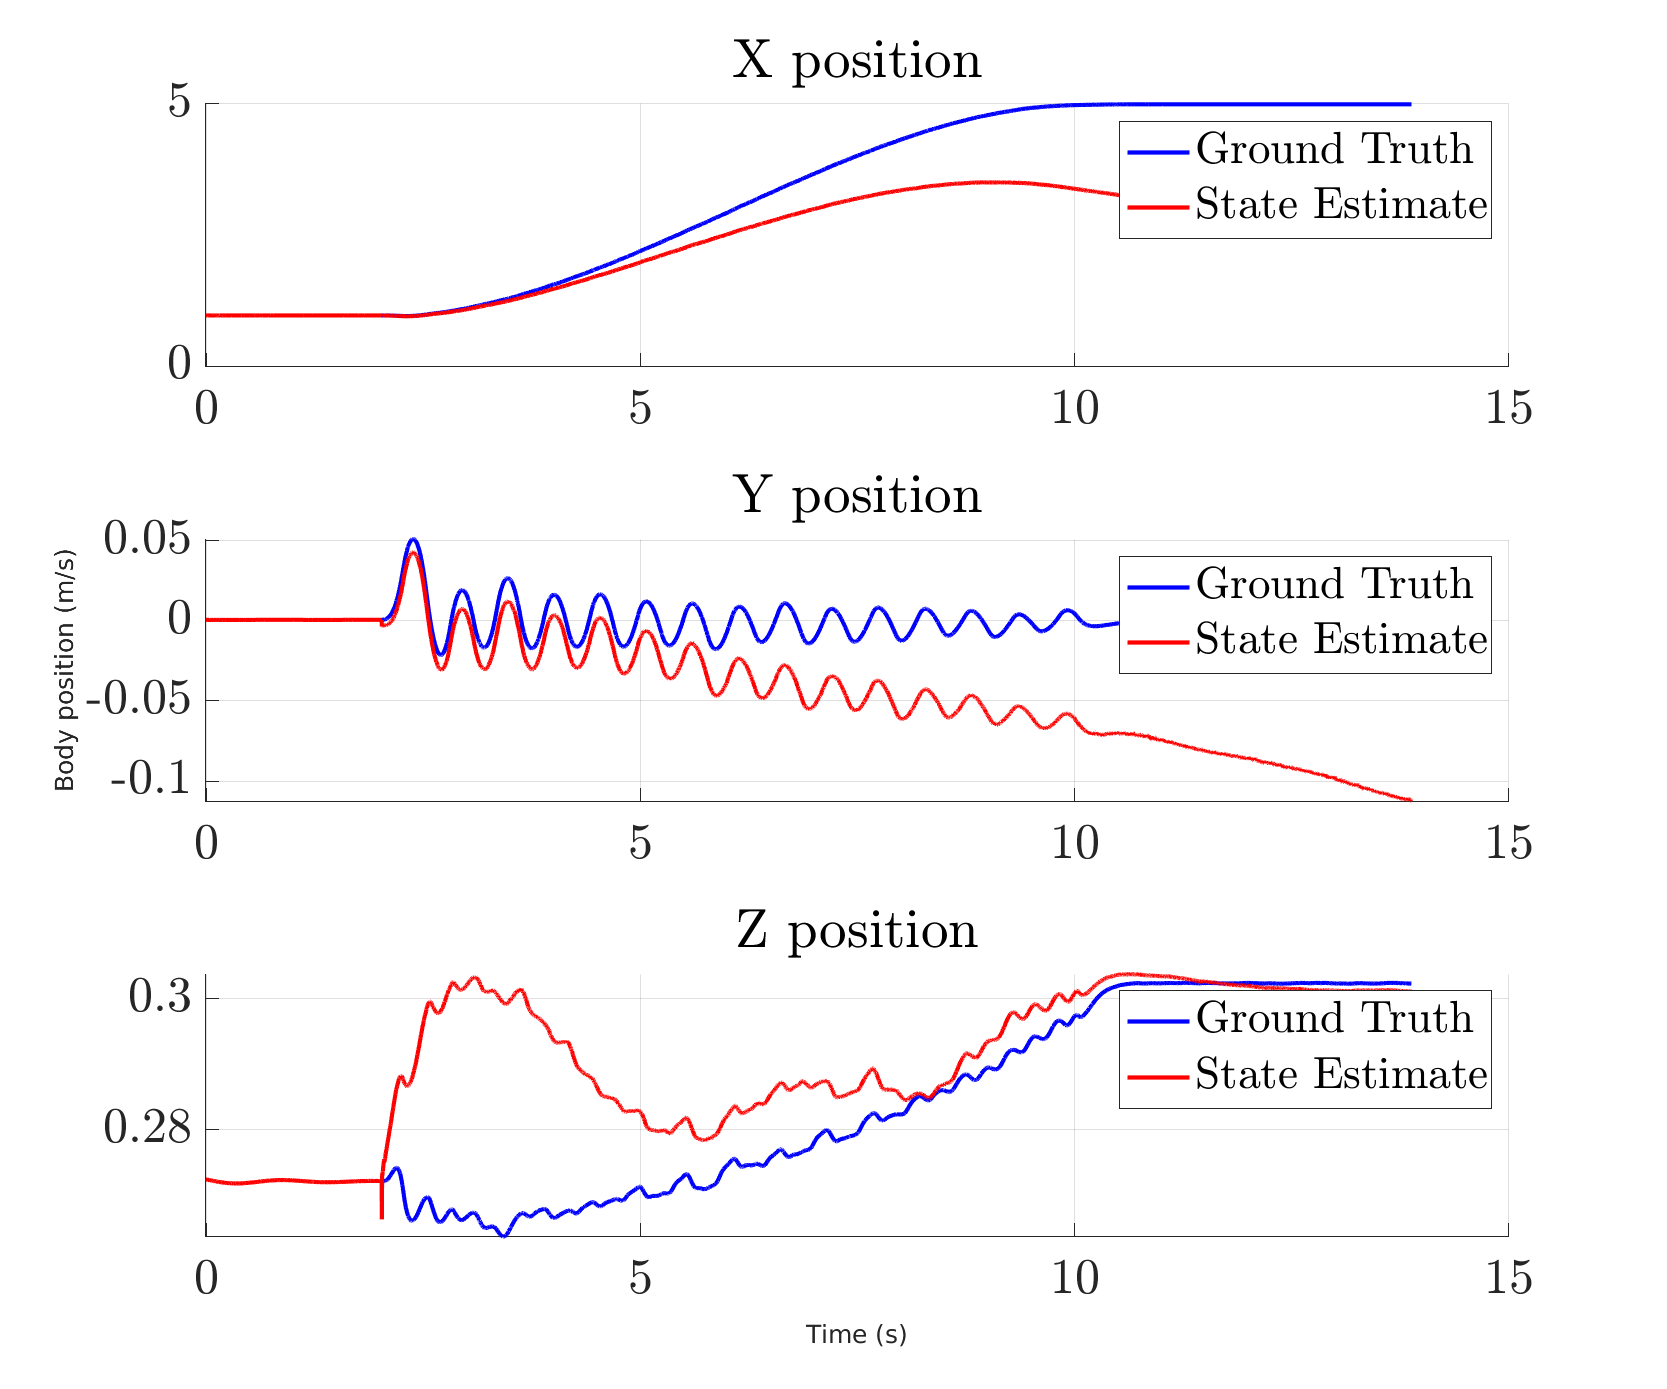 X position
5
0
0 5 10 15
Ground Truth
State Estimate
Y position
0.05
0
-0.05
-0.1
0 5 10 15
Ground Truth
State Estimate
Body position (m/s)
Z position
0.3
0.28
0 5 10 15
Ground Truth
State Estimate
Time (s)